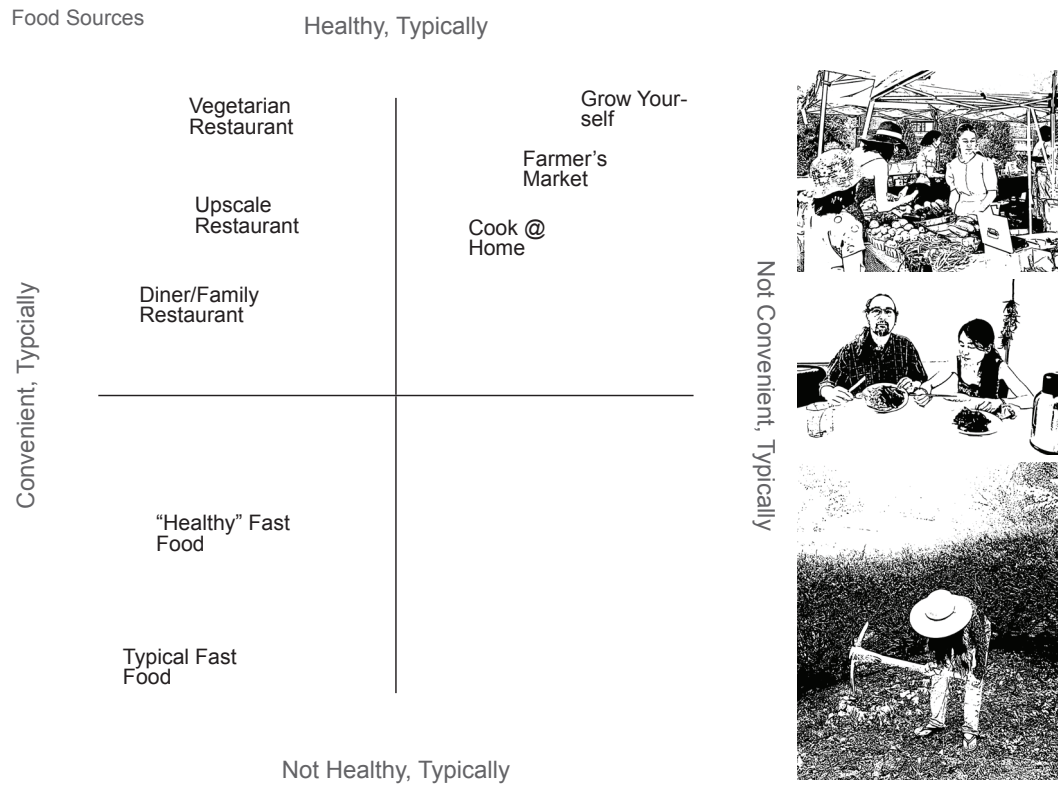 Food Sources
Healthy, Typically
Vegetarian
Restaurant
Grow Your-
self
Farmer's
Market
Upscale
Restaurant
Cook @
Home
Diner/Family
Restaurant
Convenient, Typcially
Not Convenient, Typically
“Healthy” Fast
Food
Typical Fast
Food
Not Healthy, Typically